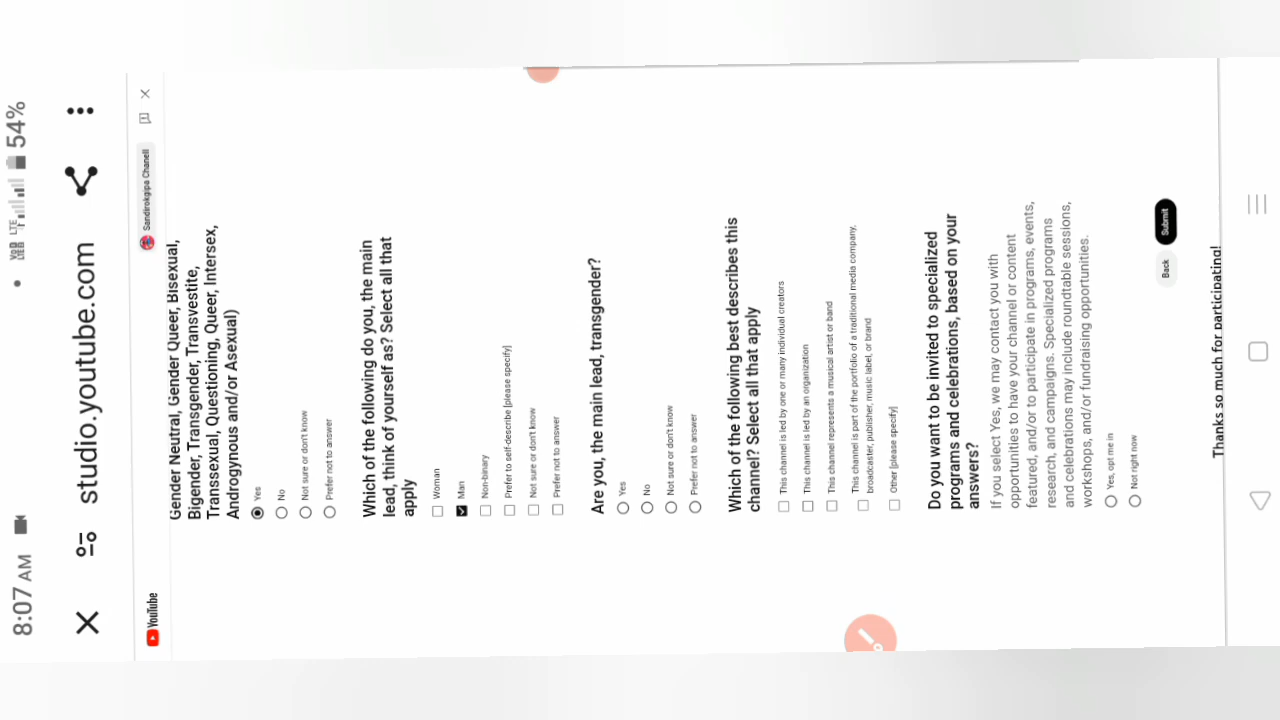 8:07 AM
VoD LTE
54%
studio.youtube.com
YouTube
Sandirokgipa Chanell
Gender Neutral, Gender Queer, Bisexual,
Bigender, Transgender, Transvestite,
Transsexual, Questioning, Queer, Intersex,
Androgynous and/or Asexual)
Yes
No
Not sure or don't know
Prefer not to answer
Which of the following do you, the main
lead, think of yourself as? Select all that
apply
Woman
Man
Non-binary
Prefer to self-describe [please specify]
Not sure or don't know
Prefer not to answer
Are you, the main lead, transgender?
Yes
No
Not sure or don't know
Prefer not to answer
Which of the following best describes this
channel? Select all that apply
This channel is led by one or many individual creators
This channel is led by an organization
This channel represents a musical artist or band
This channel is part of the portfolio of a traditional media company,
broadcaster, publisher, music label, or brand
Other [please specify]
Do you want to be invited to specialized
programs and celebrations, based on your
answers?
If you select Yes, we may contact you with
opportunities to have your channel or content
featured, and/or to participate in programs, events,
research, and campaigns. Specialized programs
and celebrations may include roundtable sessions,
workshops, and/or fundraising opportunities.
Yes, opt me in
Not right now
Back
Submit
Thanks so much for participating!